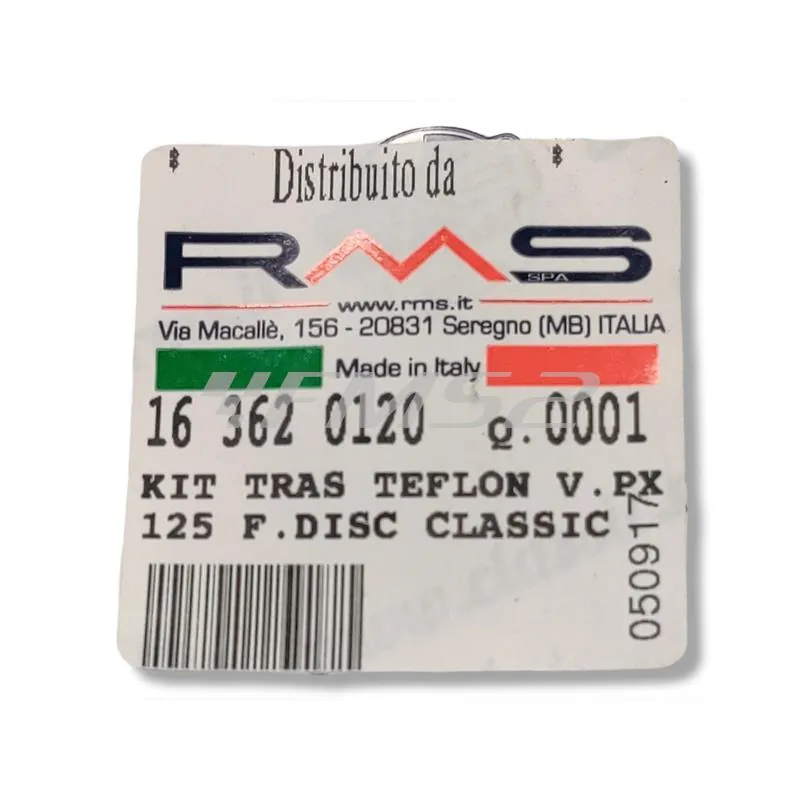 Distribuito da
RMS
SPA
www.rms.it
Via Macallè, 156 - 20831 Seregno (MB) ITALIA
Made in Italy
16 362 0120 Q.0001
KIT TRAS TEFLON V.PX
125 F.DISC CLASSIC
050917